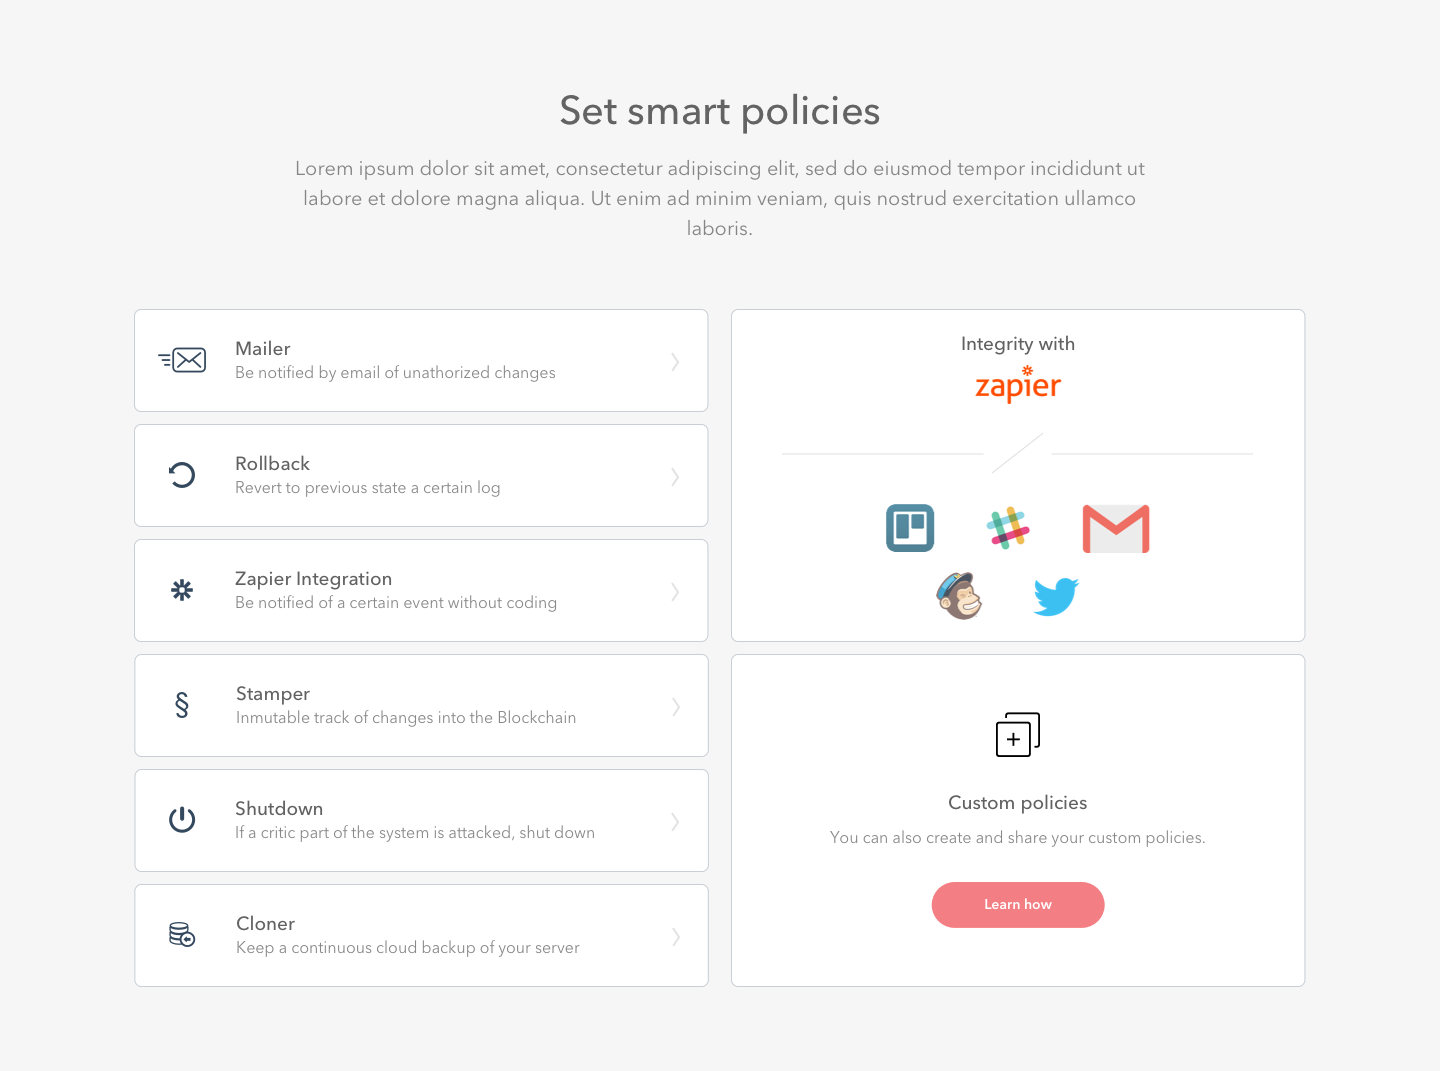 Set smart policies
Lorem ipsum dolor sit amet, consectetur adipiscing elit, sed do eiusmod tempor incididunt ut
labore et dolore magna aliqua. Ut enim ad minim veniam, quis nostrud exercitation ullamco
laboris.
Mailer
Be notified by email of unathorized changes
Rollback
Revert to previous state a certain log
Zapier Integration
Be notified of a certain event without coding
§
Stamper
Inmutable track of changes into the Blockchain
Shutdown
If a critic part of the system is attacked, shut down
Cloner
Keep a continuous cloud backup of your server
Integrity with
zapier
Custom policies
You can also create and share your custom policies.
Learn how